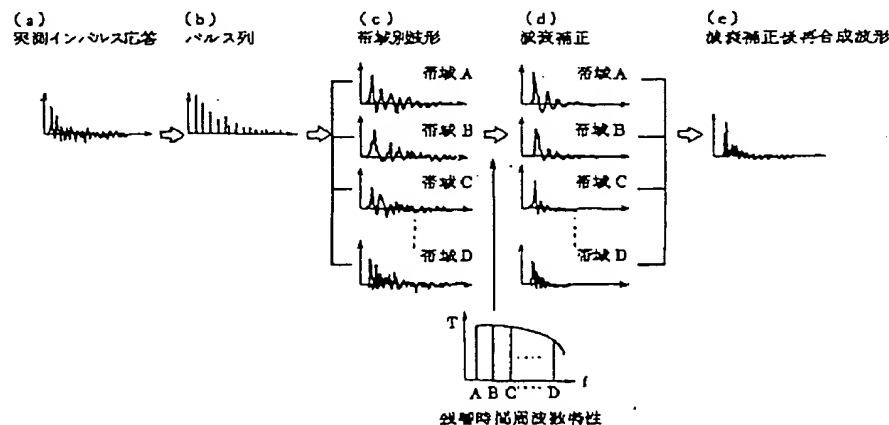 (a)
実測インパルス応答
(b)
パルス列
(c)
帯域別波形
(d)
減衰補正
(e)
減衰補正後再合成波形
帯域A
帯域B
帯域C
帯域D
帯域A
帯域B
帯域C
帯域D
T
f
A B C D
残響時間周波数特性